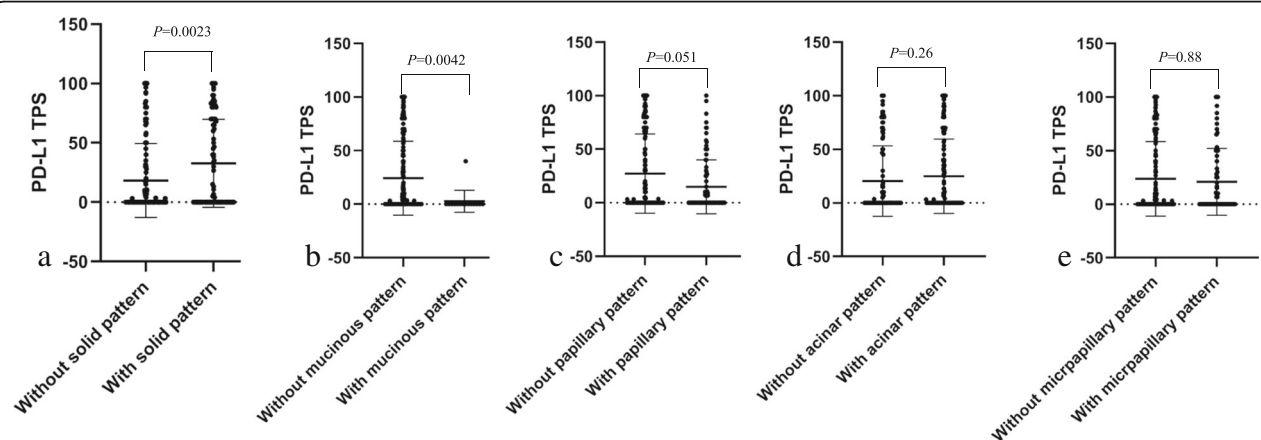 a
PD-L1 TPS
150
100
50
0
-50
P=0.0023
Without solid pattern
With solid pattern
b
PD-L1 TPS
150
100
50
0
-50
P=0.0042
Without mucinous pattern
With mucinous pattern
c
PD-L1 TPS
150
100
50
0
-50
P=0.051
Without papillary pattern
With papillary pattern
d
PD-L1 TPS
150
100
50
0
-50
P=0.26
Without acinar pattern
With acinar pattern
e
PD-L1 TPS
150
100
50
0
-50
P=0.88
Without micrpapillary pattern
With micrpapillary pattern